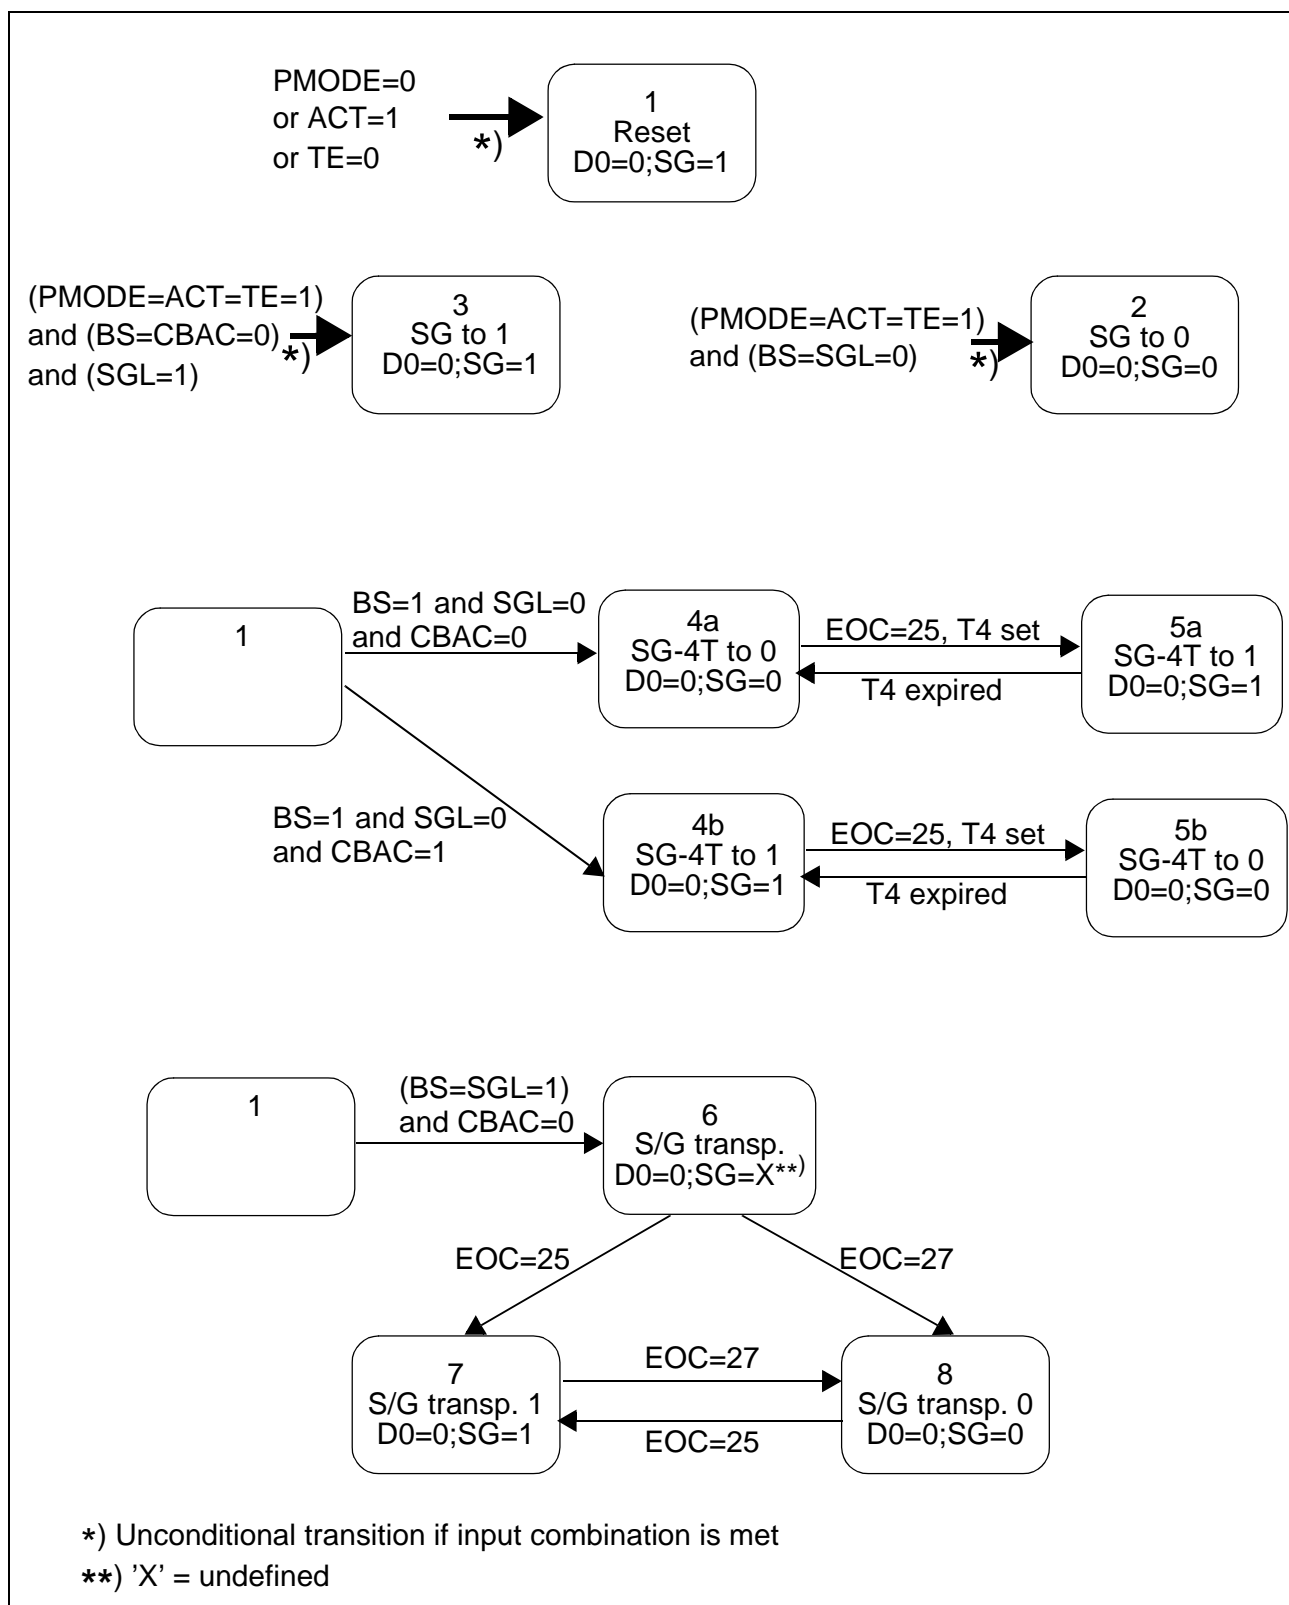 PMODE=0
or ACT=1
or TE=0
*)
1
Reset
D0=0;SG=1
(PMODE=ACT=TE=1)
and (BS=CBAC=0)
and (SGL=1)
*)
3
SG to 1
D0=0;SG=1
(PMODE=ACT=TE=1)
and (BS=SGL=0)
*)
2
SG to 0
D0=0;SG=0
1
BS=1 and SGL=0
and CBAC=0
4a
SG-4T to 0
D0=0;SG=0
EOC=25, T4 set
T4 expired
5a
SG-4T to 1
D0=0;SG=1
BS=1 and SGL=0
and CBAC=1
4b
SG-4T to 1
D0=0;SG=1
EOC=25, T4 set
T4 expired
5b
SG-4T to 0
D0=0;SG=0
1
(BS=SGL=1)
and CBAC=0
6
S/G transp.
D0=0;SG=X**)
EOC=25
EOC=27
7
S/G transp. 1
D0=0;SG=1
EOC=27
EOC=25
8
S/G transp. 0
D0=0;SG=0
*) Unconditional transition if input combination is met
**) ’X’ = undefined